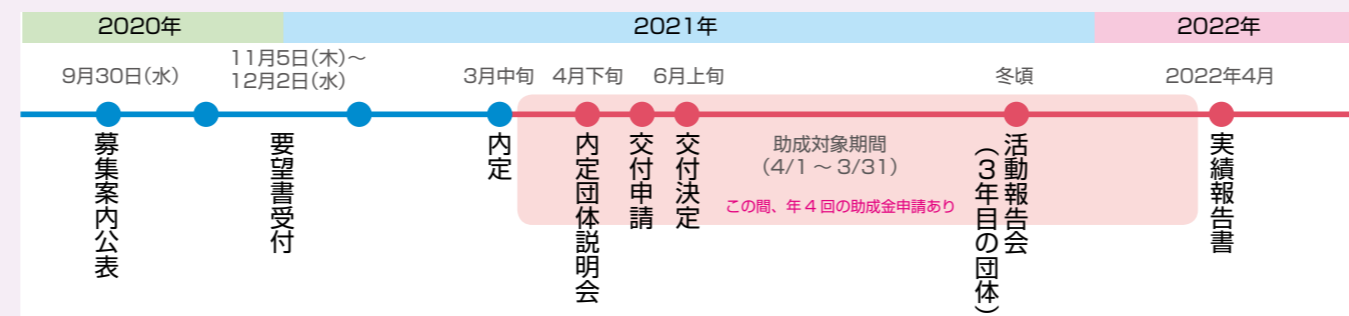 2020年
2021年
2022年
9月30日(水)
11月5日(木)～
12月2日(水)
3月中旬
4月下旬
6月上旬
冬頃
2022年4月
募集案内公表
要望書受付
内定
内定団体説明会
交付申請
交付決定
助成対象期間
(4/1 ～ 3/31)
この間、年4回の助成金申請あり
活動報告会
(3年目の団体)
実績報告書